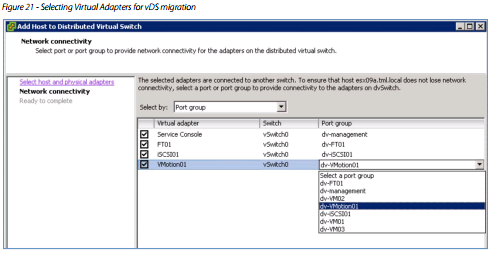 Figure 21 - Selecting Virtual Adapters for vDS migration
Add Host to Distributed Virtual Switch
Network connectivity
Select port or port group to provide network connectivity for the adapters on the distributed virtual switch.
Select host and physical adapters
Network connectivity
Ready to complete
The selected adapters are connected to another switch. To ensure that host esx09a.tml.local does not lose network
connectivity, select a port or port group to provide connectivity to the adapters on dvSwitch.
Select by: Port group
Virtual adapter Switch Port group
Service Console vSwitch0 dv-management
FT01 vSwitch0 dv-FT01
iSCSI01 vSwitch0 dv-iSCSI01
VMotion01 vSwitch0 dv-VMotion01
Select a port group
dv-FT01
dv-management
dv-VM02
dv-VMotion01
dv-iSCSI01
dv-VM01
dv-VM03